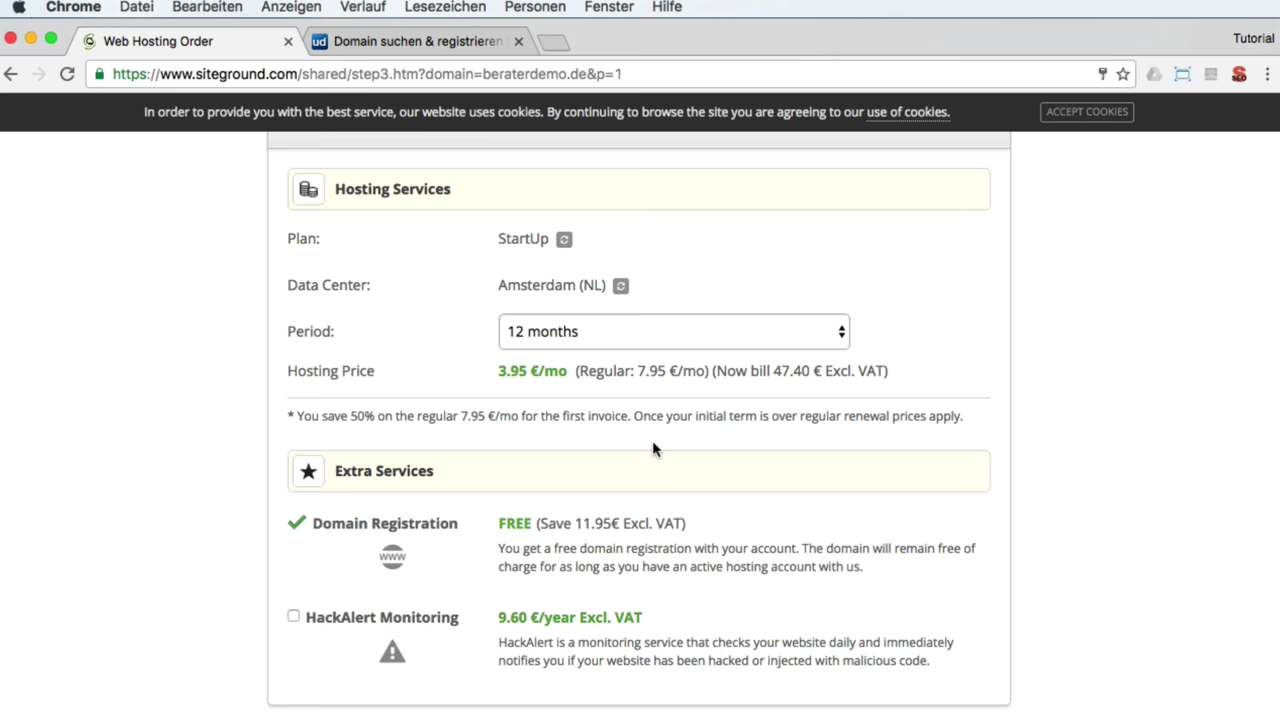 Chrome Datei Bearbeiten Anzeigen Verlauf Lesezeichen Personen Fenster Hilfe
Web Hosting Order
ud Domain suchen & registrieren
Tutorial
https://www.siteground.com/shared/step3.htm?domain=beraterdemo.de&p=1
SEO
In order to provide you with the best service, our website uses cookies. By continuing to browse the site you are agreeing to our use of cookies.
ACCEPT COOKIES
Hosting Services
Plan: StartUp
Data Center: Amsterdam (NL)
Period: 12 months
Hosting Price 3.95 €/mo (Regular: 7.95 €/mo) (Now bill 47.40 € Excl. VAT)
* You save 50% on the regular 7.95 €/mo for the first invoice. Once your initial term is over regular renewal prices apply.
Extra Services
Domain Registration FREE (Save 11.95€ Excl. VAT)
www
You get a free domain registration with your account. The domain will remain free of
charge for as long as you have an active hosting account with us.
HackAlert Monitoring 9.60 €/year Excl. VAT
HackAlert is a monitoring service that checks your website daily and immediately
notifies you if your website has been hacked or injected with malicious code.